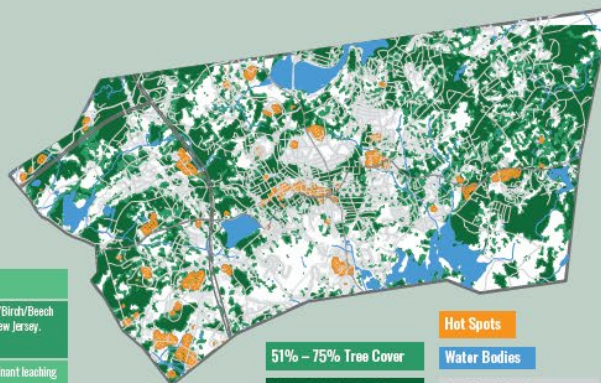 /Birch/Beech
ew Jersey.
nant leaching
51% – 75% Tree Cover
Hot Spots
Water Bodies